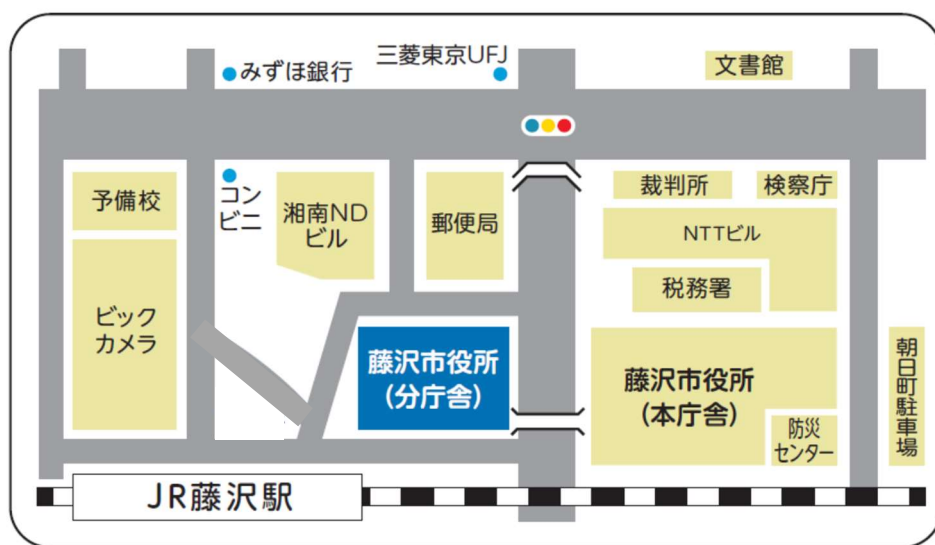 三菱東京UFJ
みずほ銀行
文書館
コン
ビニ
予備校
湘南ND
ビル
郵便局
裁判所
検察庁
NTTビル
税務署
ビック
カメラ
藤沢市役所
(分庁舎)
藤沢市役所
(本庁舎)
防災
センター
朝日町駐車場
JR藤沢駅